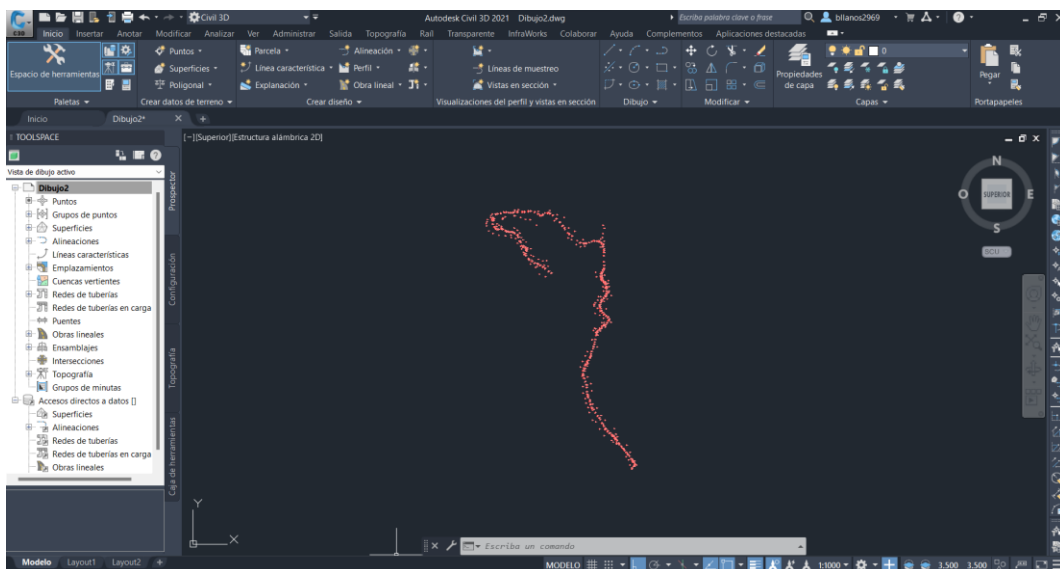 Civil 3D
Autodesk Civil 3D 2021 Dibujo2.dwg
Escriba palabra clave o frase
bllanos2969
C3D
Inicio Insertar Anotar Modificar Analizar Ver Administrar Salida Topografía Raíl Transparente InfraWorks Colaborar Ayuda Complementos Aplicaciones destacadas
Espacio de herramientas
Puntos
Superficies
Poligonal
Parcela
Línea característica
Explanación
Alineación
Perfil
Obra lineal
Líneas de muestreo
Vistas en sección
Propiedades de capa
0
Pegar
Paletas Crear datos de terreno Crear diseño Visualizaciones del perfil y vistas en sección Dibujo Modificar Capas Portapapeles
Inicio Dibujo2* +
TOOLSPACE
[−][Superior][Estructura alámbrica 2D]
Vista de dibujo activo
Dibujo2
Puntos
Grupos de puntos
Superficies
Alineaciones
Líneas características
Emplazamientos
Cuencas vertientes
Redes de tuberías
Redes de tuberías en carga
Puentes
Obras lineales
Ensamblajes
Intersecciones
Topografía
Grupos de minutas
Accesos directos a datos []
Superficies
Alineaciones
Redes de tuberías
Redes de tuberías en carga
Obras lineales
Prospector
Configuración
Topografía
Caja de herramientas
N
O SUPERIOR E
S
SCU
Y
X
Escriba un comando
Modelo Layout1 Layout2 +
MODELO 1:1000 3.500 3.500